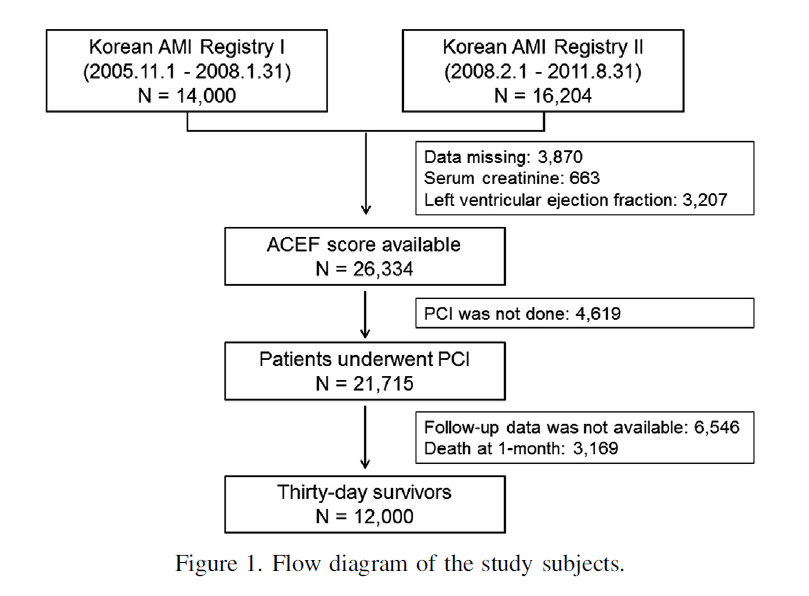 Korean AMI Registry I
(2005.11.1 - 2008.1.31)
N = 14,000
Korean AMI Registry II
(2008.2.1 - 2011.8.31)
N = 16,204
Data missing: 3,870
Serum creatinine: 663
Left ventricular ejection fraction: 3,207
ACEF score available
N = 26,334
PCI was not done: 4,619
Patients underwent PCI
N = 21,715
Follow-up data was not available: 6,546
Death at 1-month: 3,169
Thirty-day survivors
N = 12,000
Figure 1. Flow diagram of the study subjects.